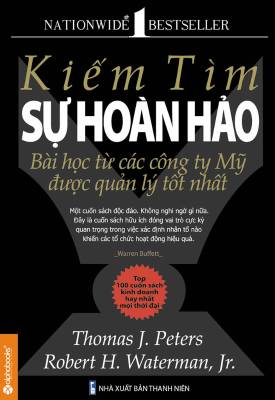 NATIONWIDE 1 BESTSELLER
Kiếm Tìm
SỰ HOÀN HẢO
Bài học từ các công ty Mỹ
được quản lý tốt nhất
Một cuốn sách độc đáo. Không nghi ngờ gì nữa.
Đây là cuốn sách hữu ích đóng vai trò cực kỳ
quan trọng trong việc xác định nhân tố nào
khiến các tổ chức hoạt động hiệu quả.
_Warren Buffett_
Top
100 cuốn sách
kinh doanh
hay nhất
mọi thời đại
Thomas J. Peters
Robert H. Waterman, Jr.
alphabooks
NHÀ XUẤT BẢN THANH NIÊN